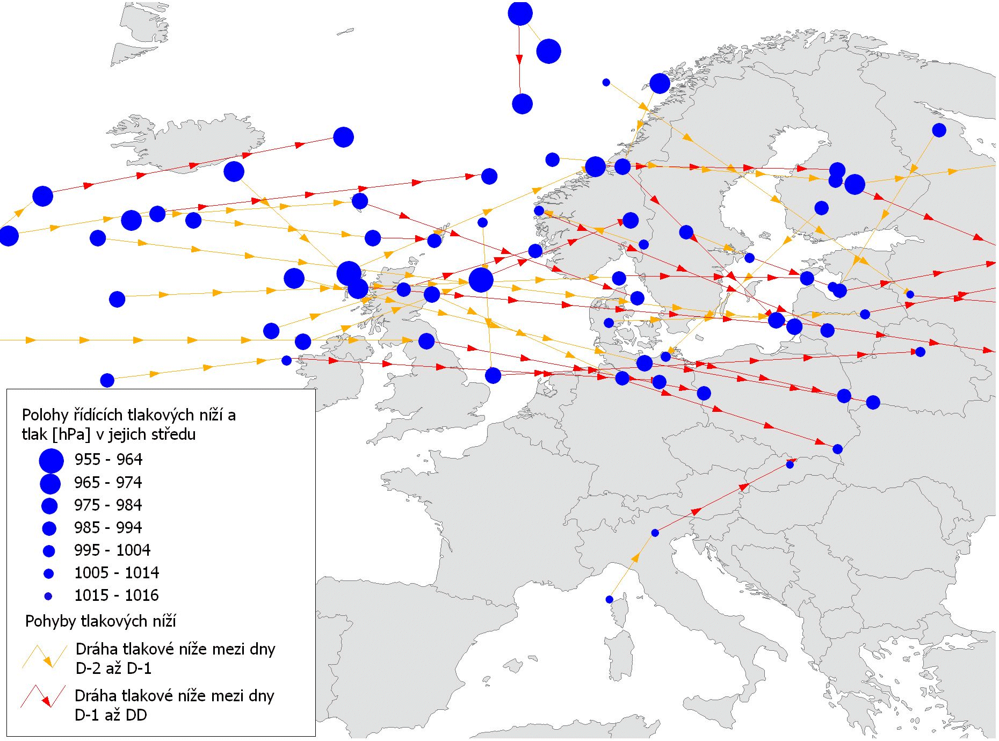 Polohy řídících tlakových níží a
tlak [hPa] v jejich středu
955 - 964
965 - 974
975 - 984
985 - 994
995 - 1004
1005 - 1014
1015 - 1016
Pohyby tlakových níží
Dráha tlakové níže mezi dny
D-2 až D-1
Dráha tlakové níže mezi dny
D-1 až DD